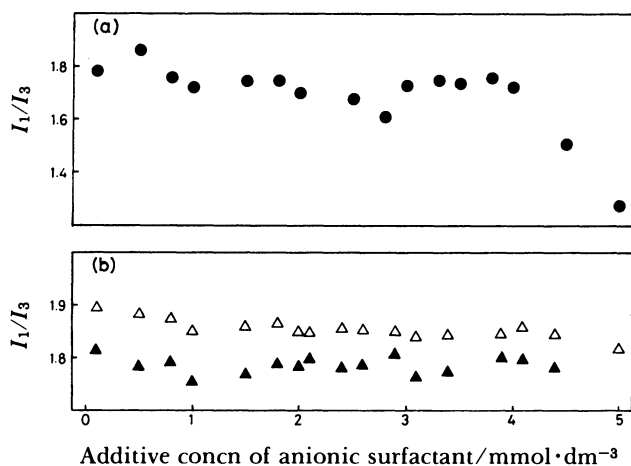 (a)
1.8
1.6
1.4
I₁/I₃
(b)
1.9
1.8
I₁/I₃
0 1 2 3 4 5
Additive concn of anionic surfactant/mmol·dm⁻³